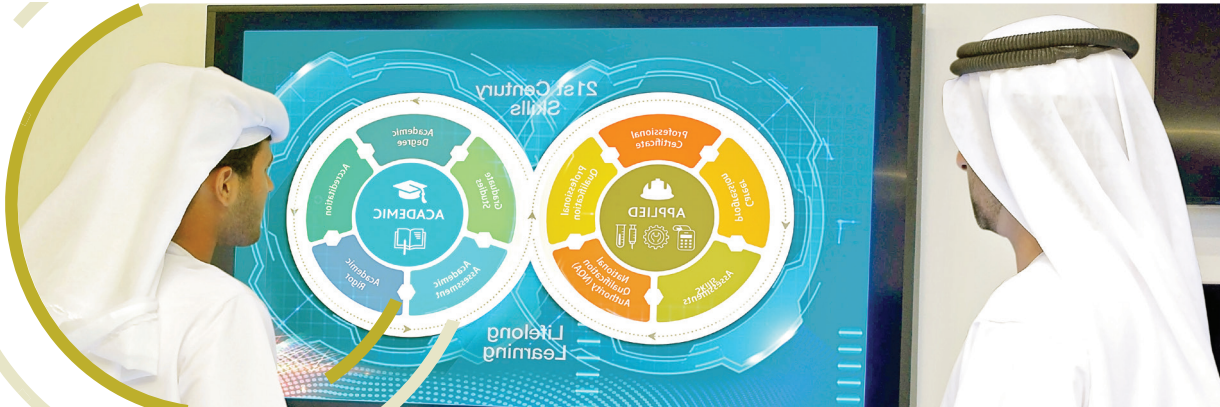 21st Century
Skills
Academic
Degree
Graduate
Studies
Accreditation
ACADEMIC
Academic
Rigor
Academic
Assessment
Professional
Certificate
Professional
Qualification
Career
Progression
APPLIED
National
Qualification
Authority (NQA)
Skills
Assessments
Lifelong
Learning